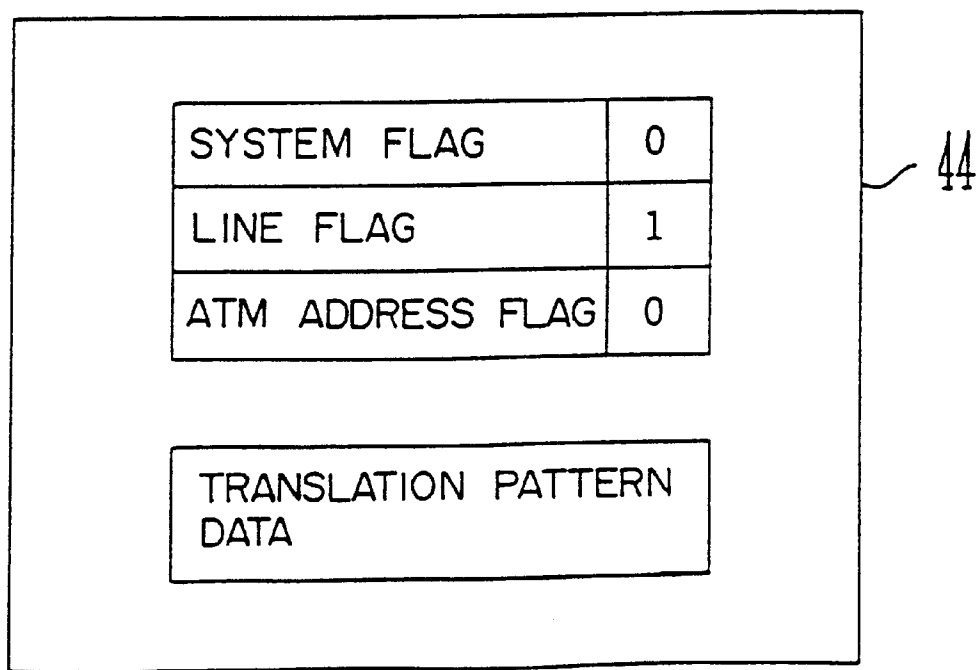 SYSTEM FLAG 0
LINE FLAG 1
ATM ADDRESS FLAG 0
44
TRANSLATION PATTERN
DATA